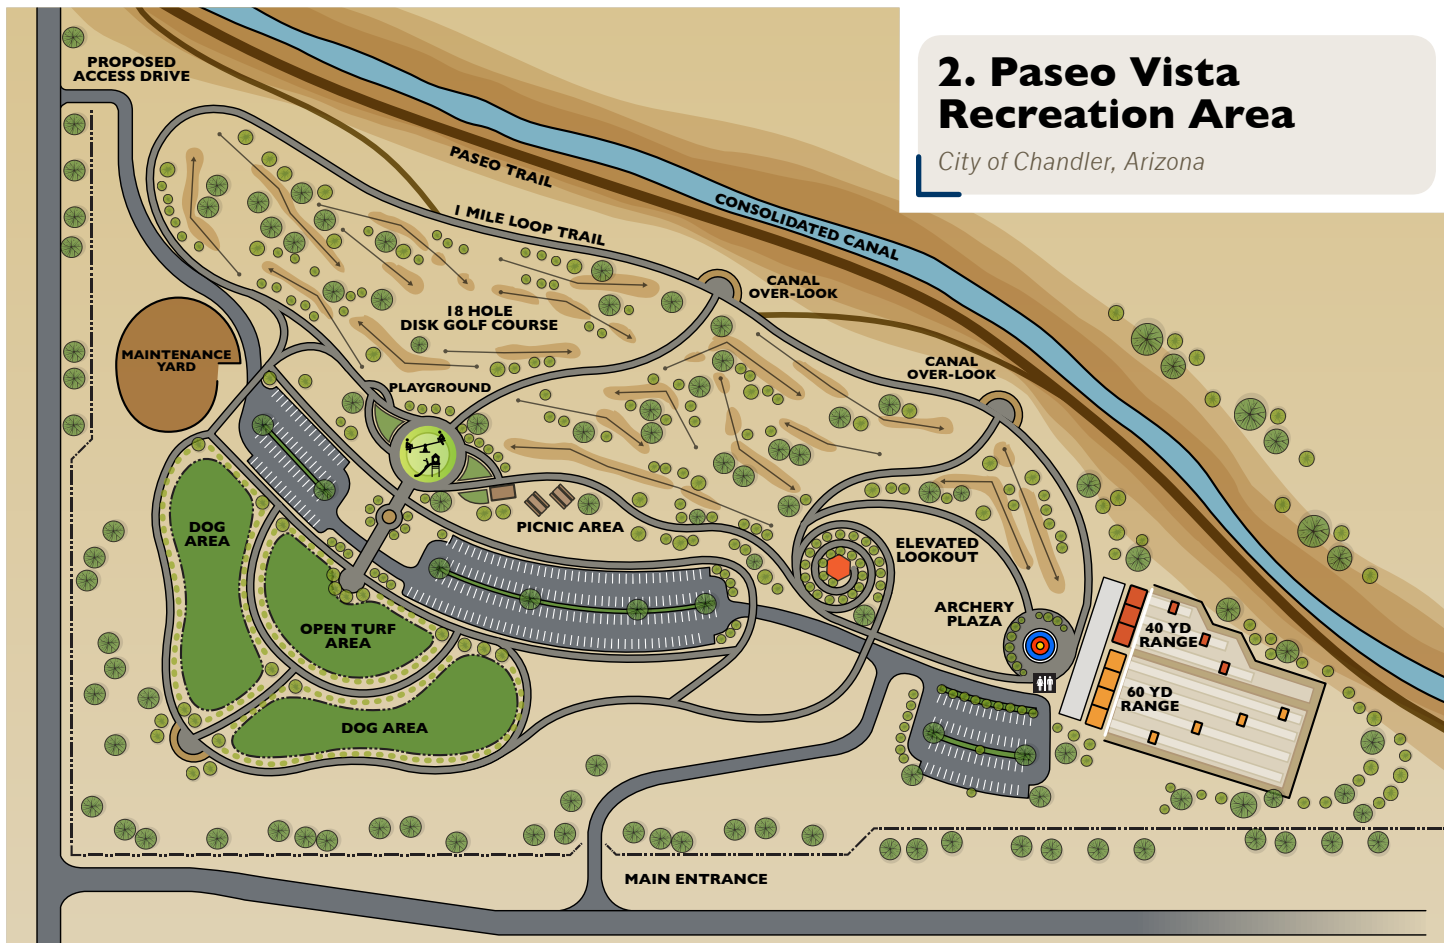 2. Paseo Vista
Recreation Area
City of Chandler, Arizona
PROPOSED
ACCESS DRIVE
PASEO TRAIL
1 MILE LOOP TRAIL
CONSOLIDATED CANAL
CANAL
OVER-LOOK
18 HOLE
DISK GOLF COURSE
MAINTENANCE
YARD
CANAL
OVER-LOOK
PLAYGROUND
PICNIC AREA
DOG
AREA
ELEVATED
LOOKOUT
ARCHERY
PLAZA
OPEN TURF
AREA
40 YD
RANGE
60 YD
RANGE
DOG AREA
MAIN ENTRANCE